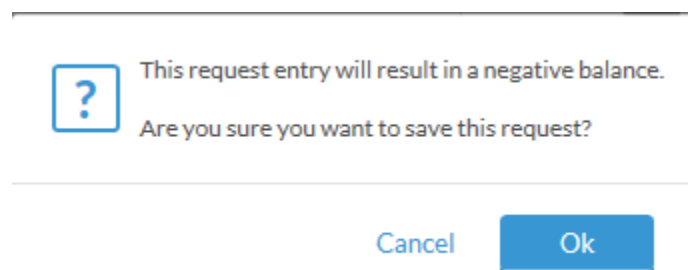 This request entry will result in a negative balance.
?
Are you sure you want to save this request?
Cancel Ok